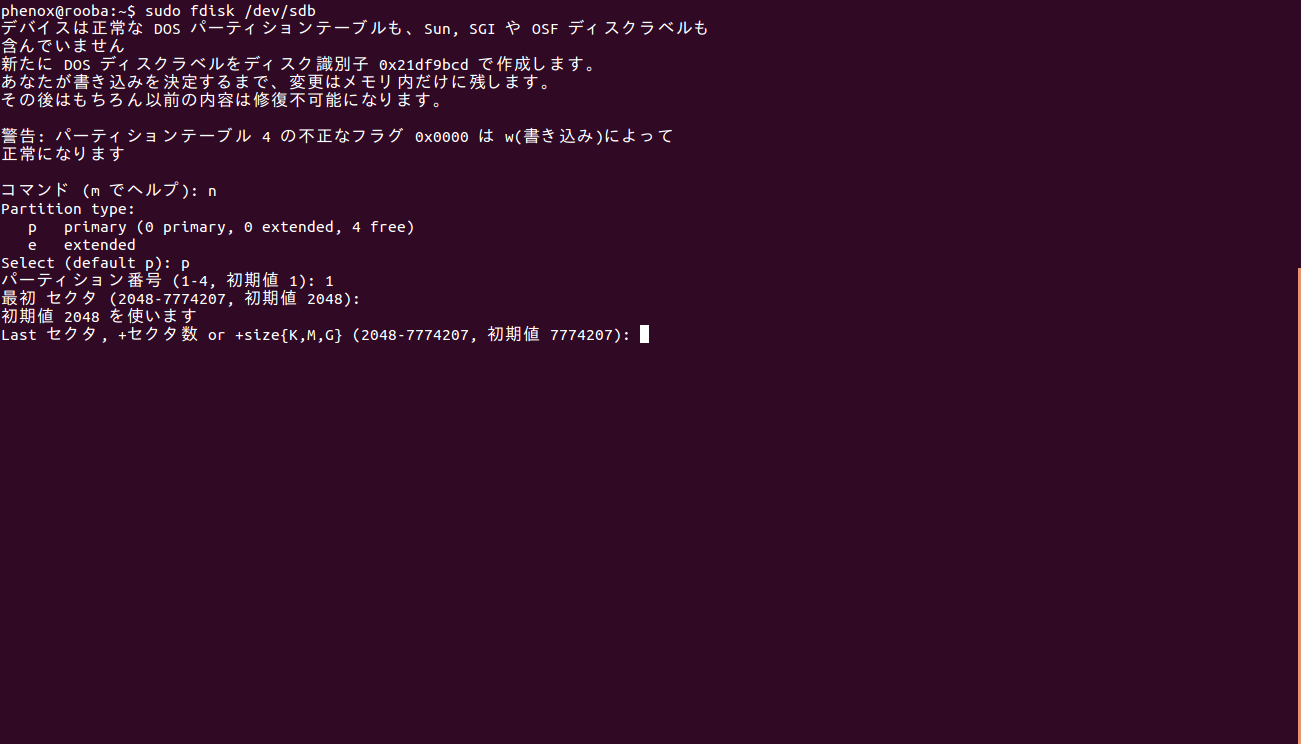 phenox@rooba:~$ sudo fdisk /dev/sdb
デバイスは正常な DOS パーティションテーブルも、Sun, SGI や OSF ディスクラベルも
含んでいません
新たに DOS ディスクラベルをディスク識別子 0x21df9bcd で作成します。
あなたが書き込みを決定するまで、変更はメモリ内だけに残します。
その後はもちろん以前の内容は修復不可能になります。
警告: パーティションテーブル 4 の不正なフラグ 0x0000 は w(書き込み)によって
正常になります
コマンド (m でヘルプ): n
Partition type:
   p   primary (0 primary, 0 extended, 4 free)
   e   extended
Select (default p): p
パーティション番号 (1-4, 初期値 1): 1
最初 セクタ (2048-7774207, 初期値 2048):
初期値 2048 を使います
Last セクタ, +セクタ数 or +size{K,M,G} (2048-7774207, 初期値 7774207):